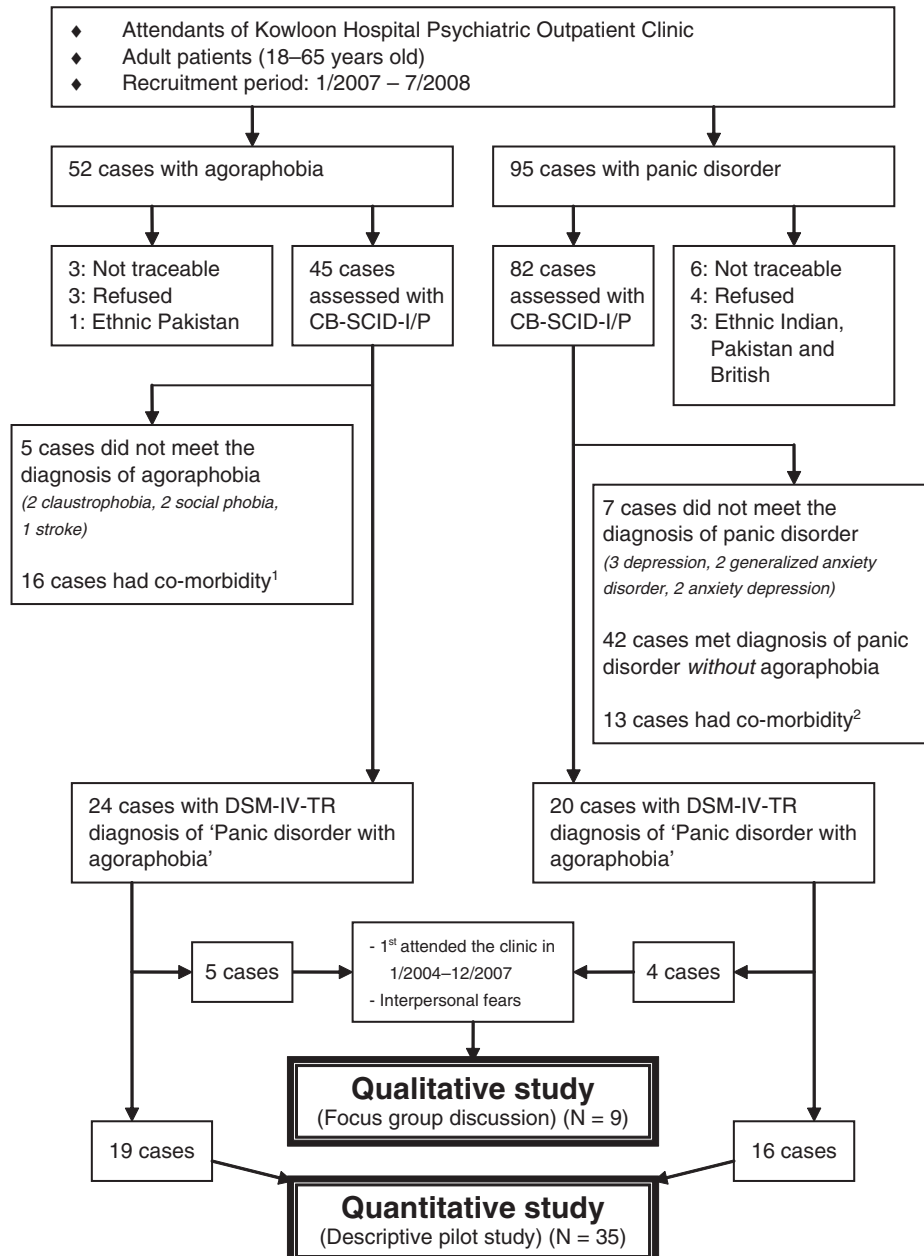 ♦ Attendants of Kowloon Hospital Psychiatric Outpatient Clinic
♦ Adult patients (18–65 years old)
♦ Recruitment period: 1/2007 – 7/2008
52 cases with agoraphobia
95 cases with panic disorder
3: Not traceable
3: Refused
1: Ethnic Pakistan
45 cases
assessed with
CB-SCID-I/P
82 cases
assessed with
CB-SCID-I/P
6: Not traceable
4: Refused
3: Ethnic Indian,
Pakistan and
British
5 cases did not meet the
diagnosis of agoraphobia
(2 claustrophobia, 2 social phobia,
1 stroke)
16 cases had co-morbidity1
7 cases did not meet the
diagnosis of panic disorder
(3 depression, 2 generalized anxiety
disorder, 2 anxiety depression)
42 cases met diagnosis of panic
disorder without agoraphobia
13 cases had co-morbidity2
24 cases with DSM-IV-TR
diagnosis of ‘Panic disorder with
agoraphobia’
20 cases with DSM-IV-TR
diagnosis of ‘Panic disorder with
agoraphobia’
5 cases
- 1st attended the clinic in
1/2004–12/2007
- Interpersonal fears
4 cases
Qualitative study
(Focus group discussion) (N = 9)
19 cases
16 cases
Quantitative study
(Descriptive pilot study) (N = 35)